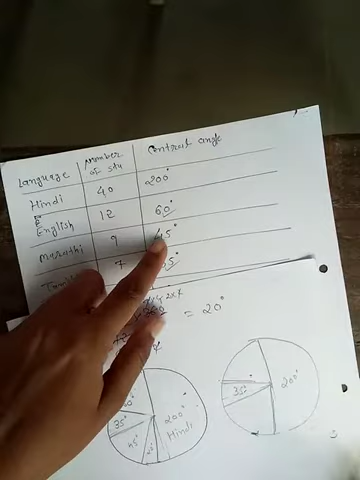 Language number of stu Central angle
Hindi 40 200°
English 12 60°
Marathi 9 45°
7 35°
= 20°
200°
Hindi
35°
45°
200°
35°